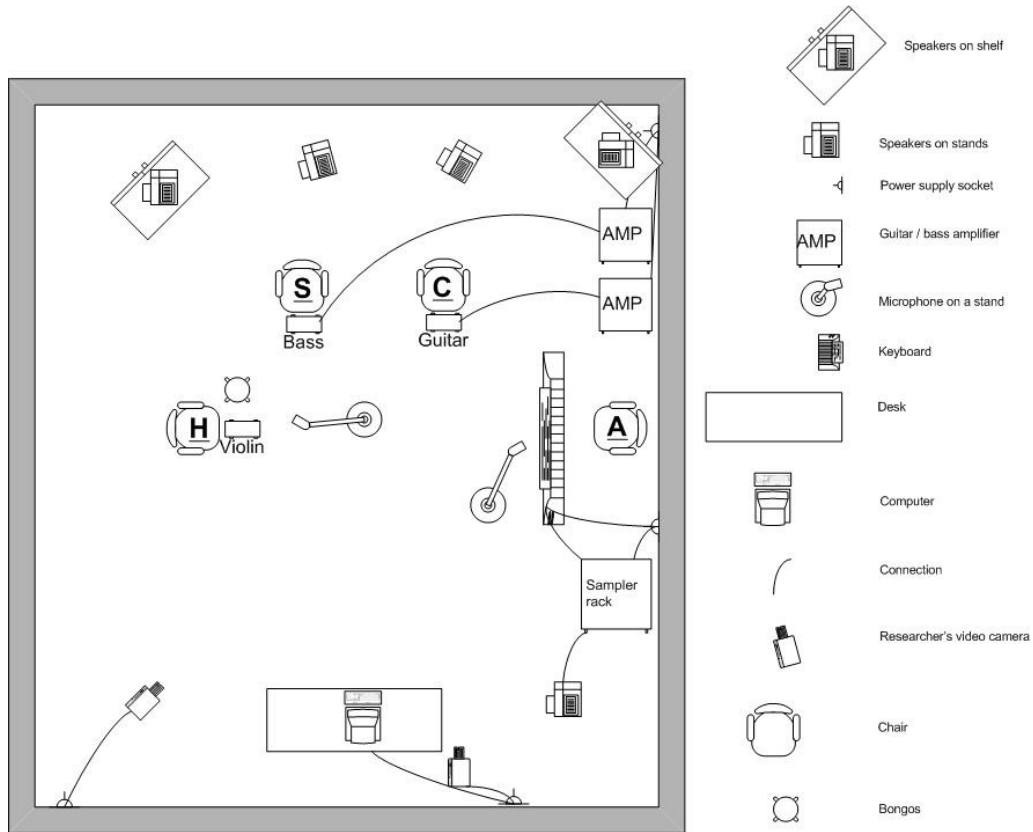 AMP
AMP
S
C
Bass
Guitar
H
Violin
A
Sampler
rack
Speakers on shelf
Speakers on stands
Power supply socket
AMP
Guitar / bass amplifier
Microphone on a stand
Keyboard
Desk
Computer
Connection
Researcher's video camera
Chair
Bongos